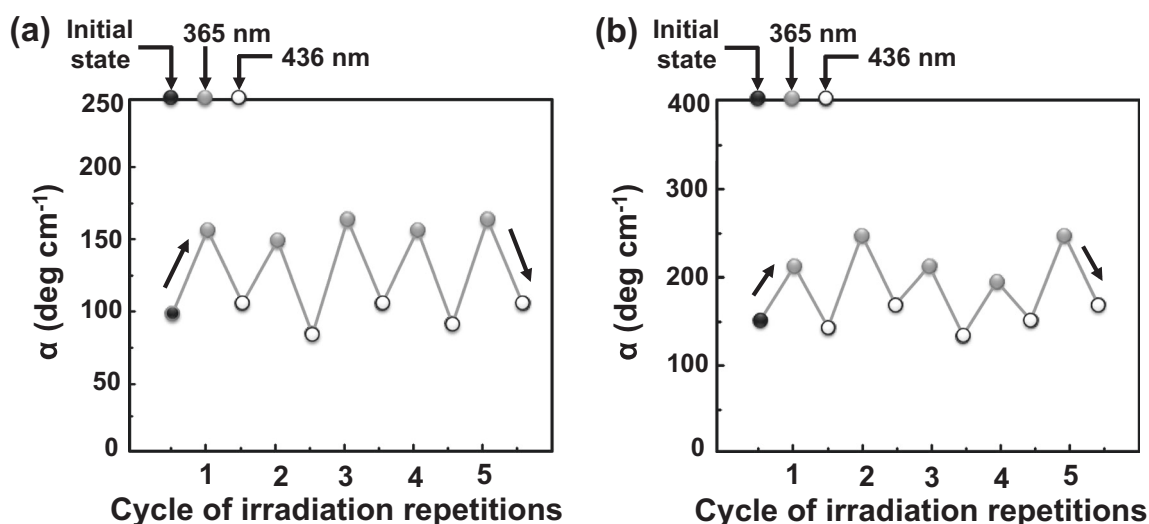 (a)
Initial
state
365 nm
436 nm
250
200
150
100
50
0
α (deg cm-1)
1 2 3 4 5
Cycle of irradiation repetitions
(b)
Initial
state
365 nm
436 nm
400
300
200
100
0
α (deg cm-1)
1 2 3 4 5
Cycle of irradiation repetitions